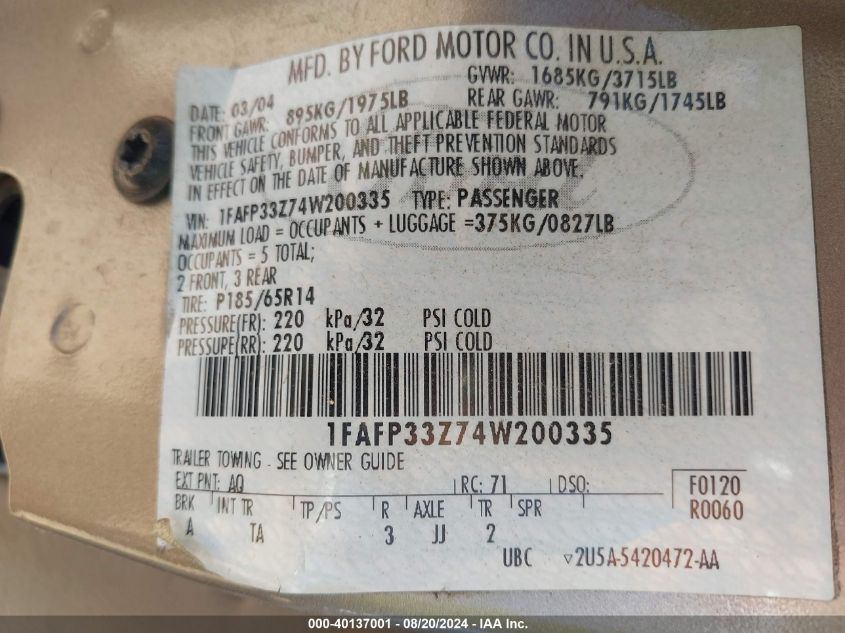 MFD. BY FORD MOTOR CO. IN U.S.A.
DATE: 03/04 GVWR: 1685KG/3715LB
FRONT GAWR: 895KG/1975LB REAR GAWR: 791KG/1745LB
THIS VEHICLE CONFORMS TO ALL APPLICABLE FEDERAL MOTOR
VEHICLE SAFETY, BUMPER, AND THEFT PREVENTION STANDARDS
IN EFFECT ON THE DATE OF MANUFACTURE SHOWN ABOVE.
VIN: 1FAFP33Z74W200335 TYPE: PASSENGER
MAXIMUM LOAD = OCCUPANTS + LUGGAGE =375KG/0827LB
OCCUPANTS = 5 TOTAL;
2 FRONT, 3 REAR
TIRE: P185/65R14
PRESSURE(FR): 220 kPa/32 PSI COLD
PRESSURE(RR): 220 kPa/32 PSI COLD
1FAFP33Z74W200335
TRAILER TOWING - SEE OWNER GUIDE
EXT PNT: AQ RC: 71 DSO: F0120
BRK INT TR TP/PS R AXLE TR SPR R0060
A TA 3 JJ 2
UBC ▽2U5A-5420472-AA
000-40137001 - 08/20/2024 - IAA Inc.